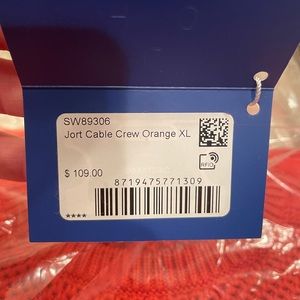 SW89306
Jort Cable Crew Orange XL
RFID
$ 109.00
8719475771309
****